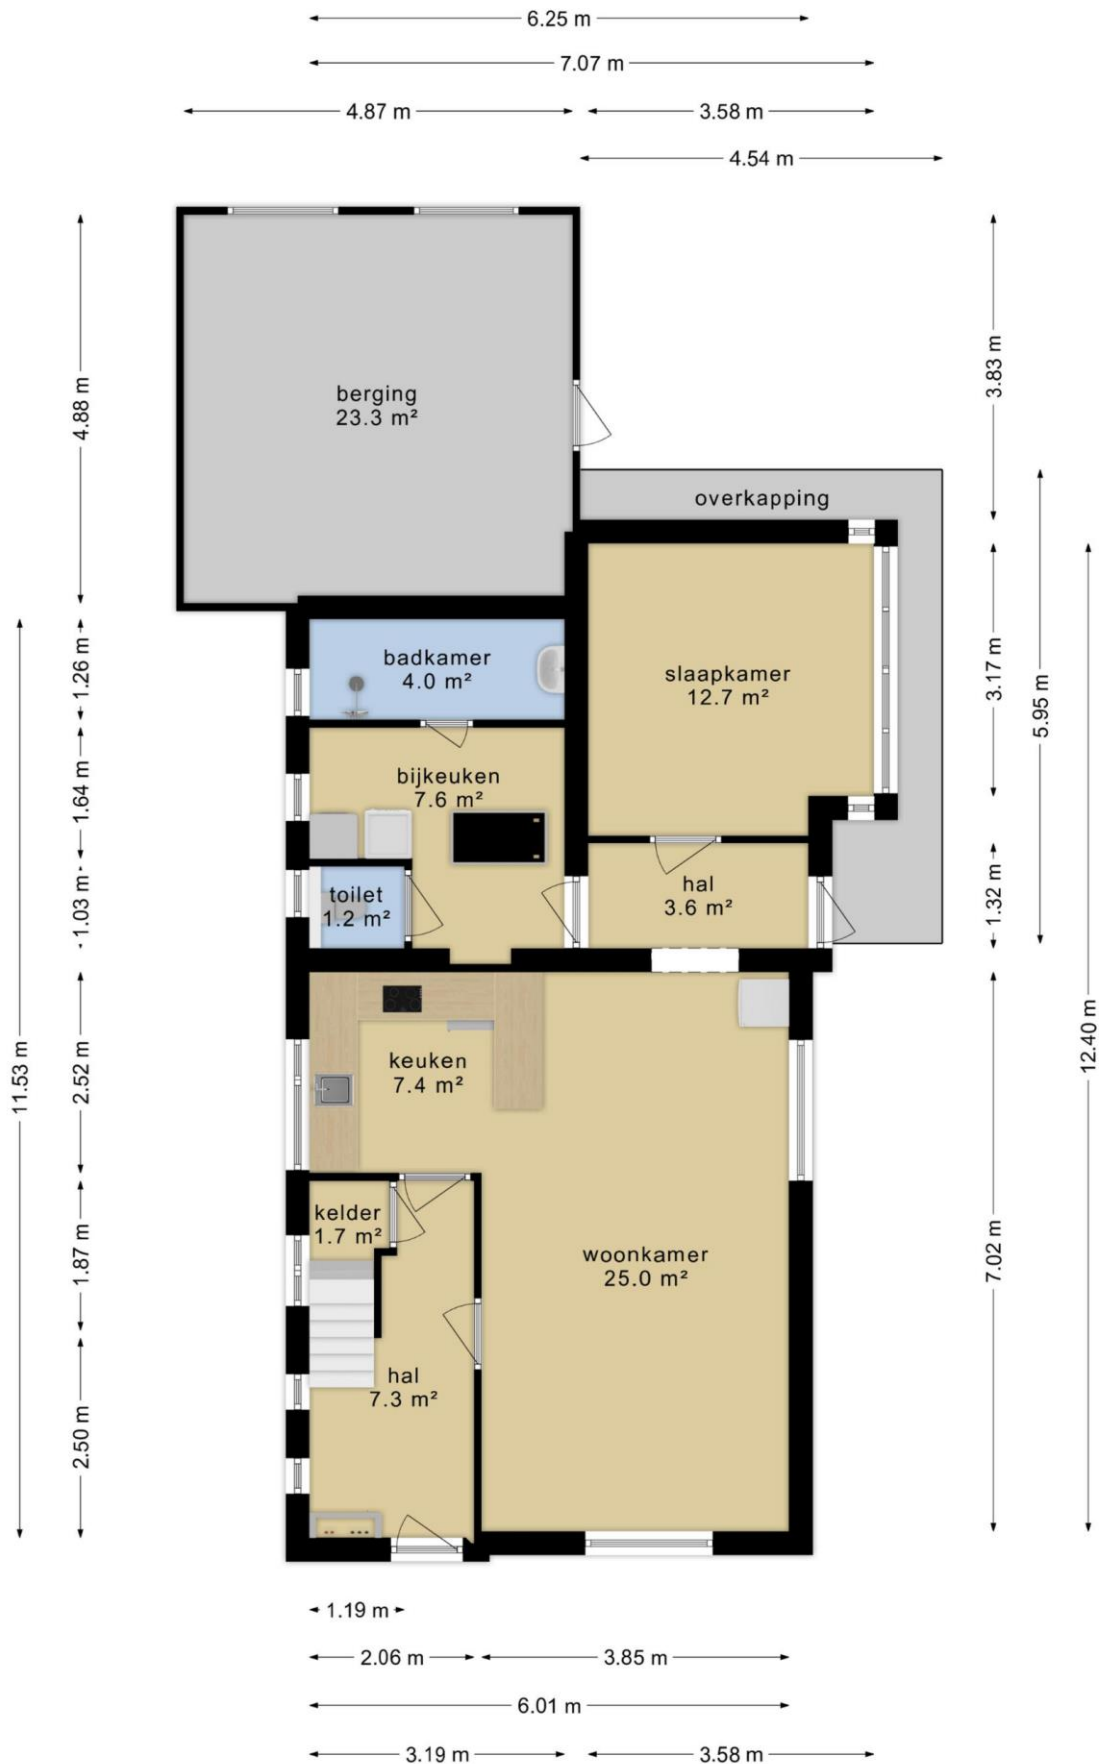 6.25 m
7.07 m
4.87 m
3.58 m
4.54 m
4.88 m
3.83 m
berging
23.3 m²
overkapping
badkamer
4.0 m²
1.26 m
slaapkamer
12.7 m²
3.17 m
5.95 m
bijkeuken
7.6 m²
1.64 m
toilet
1.2 m²
1.03 m
hal
3.6 m²
1.32 m
keuken
7.4 m²
2.52 m
11.53 m
12.40 m
kelder
1.7 m²
1.87 m
woonkamer
25.0 m²
7.02 m
hal
7.3 m²
2.50 m
1.19 m
2.06 m
3.85 m
6.01 m
3.19 m
3.58 m